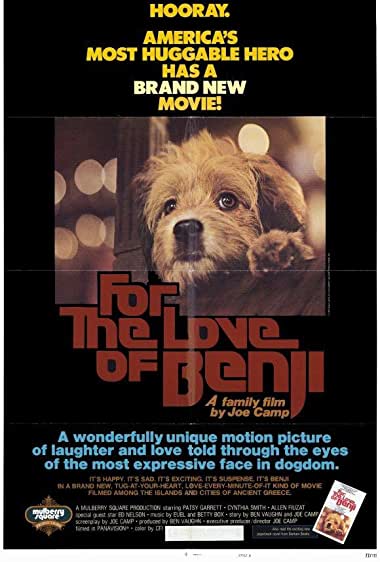 HOORAY.
AMERICA'S
MOST HUGGABLE HERO
HAS A
BRAND NEW
MOVIE!
For
The Love
of Benji
A family film
by Joe Camp
A wonderfully unique motion picture
of laughter and love told through the eyes
of the most expressive face in dogdom.
IT'S HAPPY. IT'S SAD. IT'S EXCITING. IT'S SUSPENSE. IT'S BENJI
IN A BRAND NEW, TUG-AT-YOUR-HEART, LOVE-EVERY-MINUTE-OF-IT KIND OF MOVIE
FILMED AMONG THE ISLANDS AND CITIES OF ANCIENT GREECE.
mulberry
square
A MULBERRY SQUARE PRODUCTION starring PATSY GARRETT, CYNTHIA SMITH, ALLEN FIUZAT
special guest star ED NELSON, music by EUEL and BETTY BOX, story by BEN VAUGHN and JOE CAMP
screenplay by JOE CAMP, produced by BEN VAUGHN, executive producer/director JOE CAMP
filmed in PANAVISION color by CFI